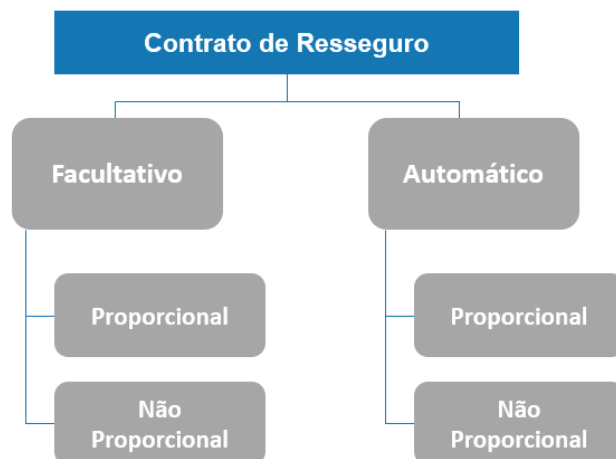 Contrato de Resseguro
Facultativo
Automático
Proporcional
Proporcional
Não
Proporcional
Não
Proporcional